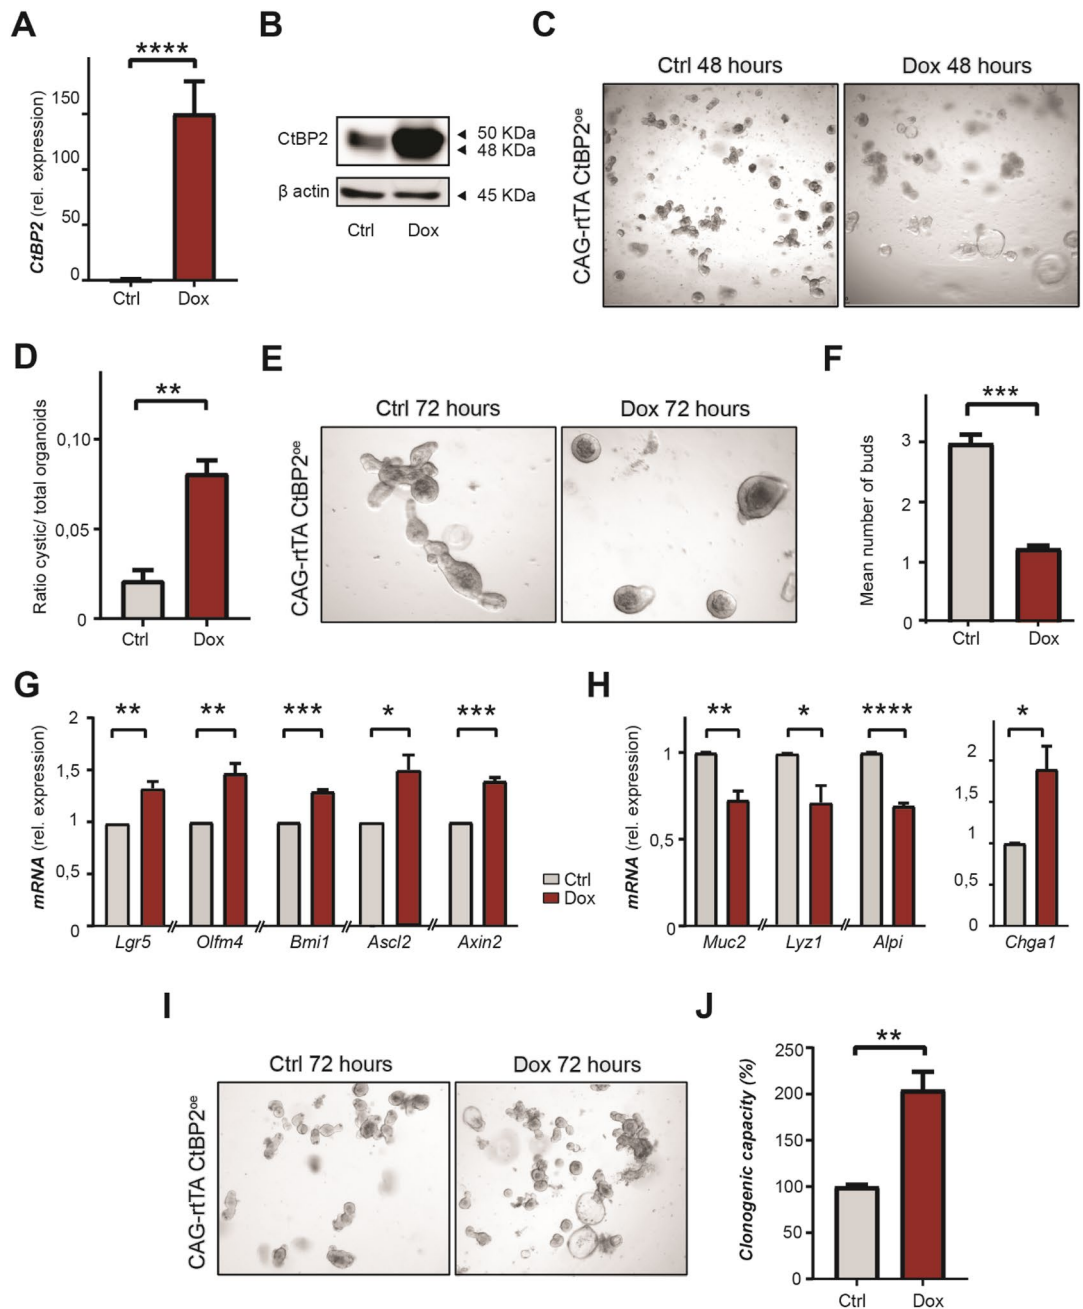 A
****
CtBP2 (rel. expression)
150
100
50
0
Ctrl Dox
B
CtBP2
◄ 50 KDa
◄ 48 KDa
β actin
◄ 45 KDa
Ctrl Dox
C
Ctrl 48 hours Dox 48 hours
CAG-rtTA CtBP2oe
D
**
Ratio cystic/ total organoids
0,10
0,05
0
Ctrl Dox
E
Ctrl 72 hours Dox 72 hours
CAG-rtTA CtBP2oe
F
***
Mean number of buds
3
2
1
0
Ctrl Dox
G
** ** *** * ***
mRNA (rel. expression)
2
1,5
1
0,5
0
Lgr5 Olfm4 Bmi1 Ascl2 Axin2
Ctrl
Dox
H
** * ****
mRNA (rel. expression)
1
0,5
0
Muc2 Lyz1 Alpi
*
2
1,5
1
0,5
0
Chga1
I
Ctrl 72 hours Dox 72 hours
CAG-rtTA CtBP2oe
J
**
Clonogenic capacity (%)
250
200
150
100
50
0
Ctrl Dox